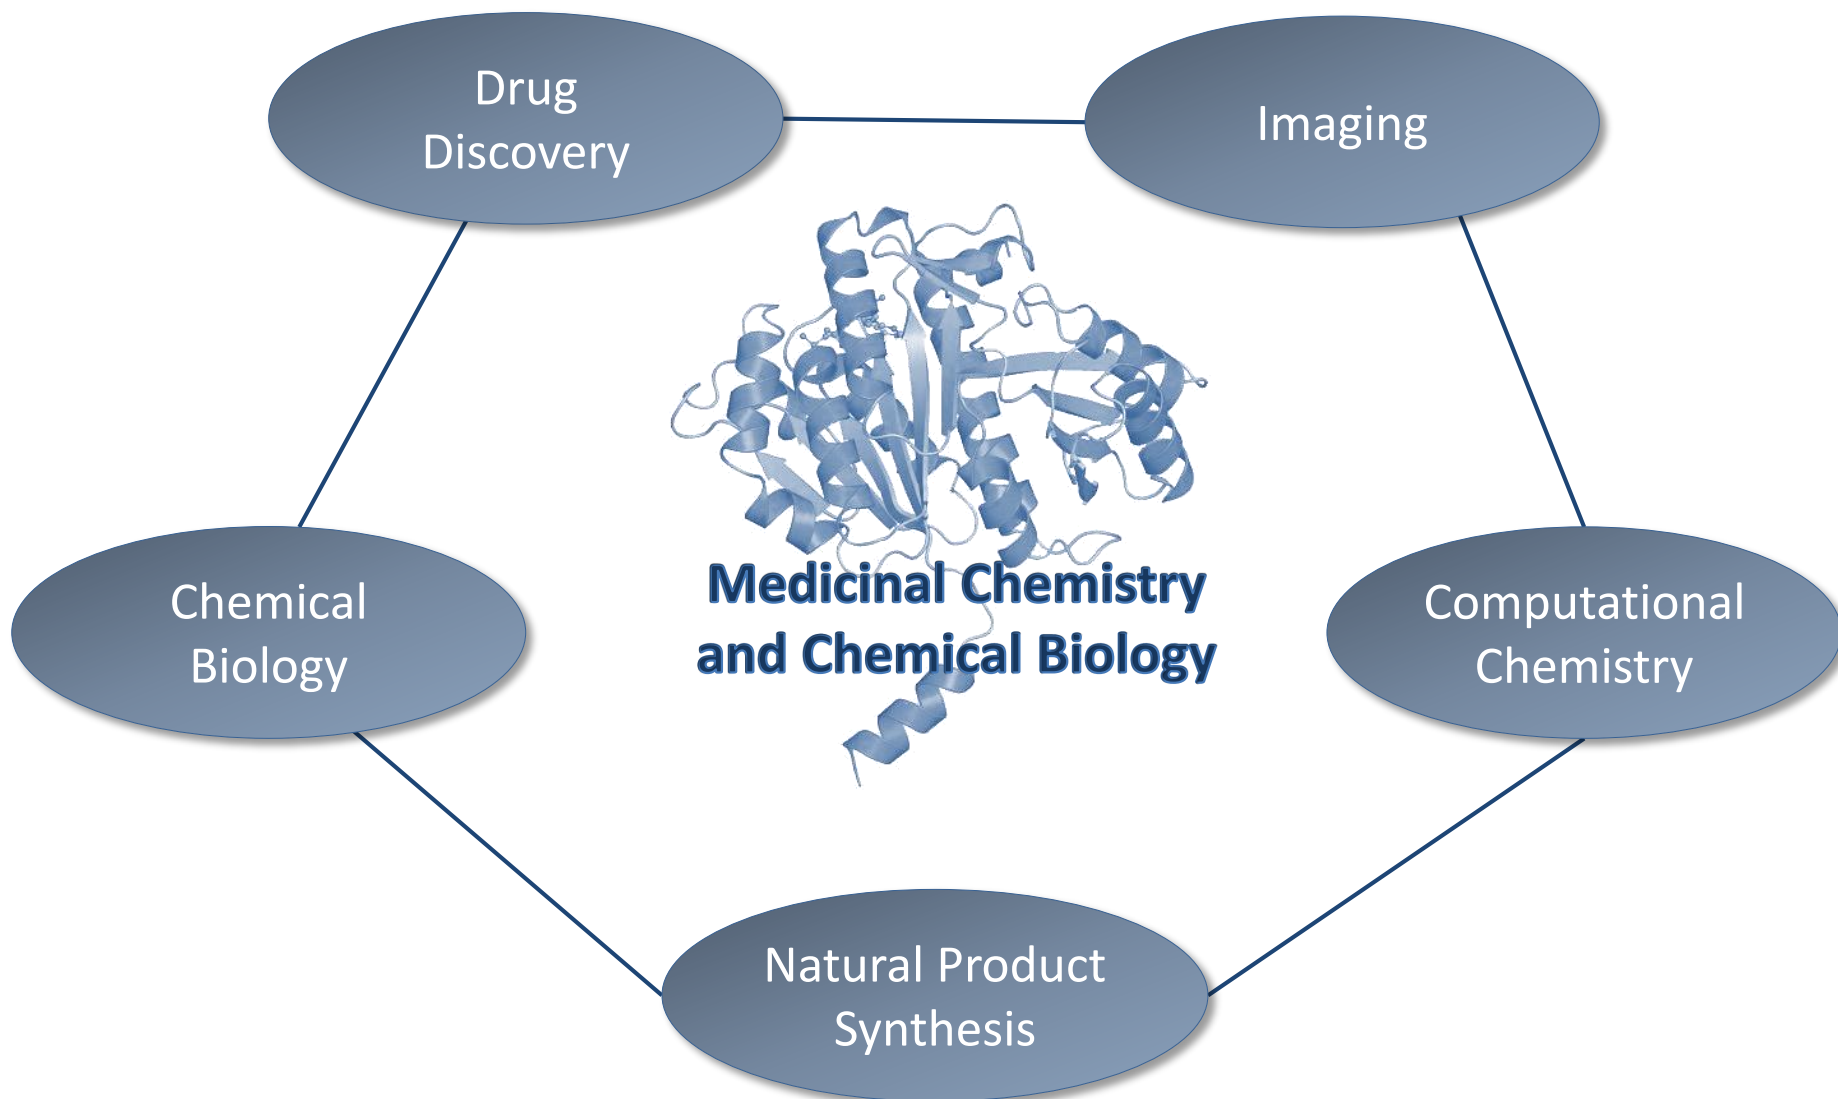 Drug
Discovery
Imaging
Medicinal Chemistry
and Chemical Biology
Chemical
Biology
Computational
Chemistry
Natural Product
Synthesis